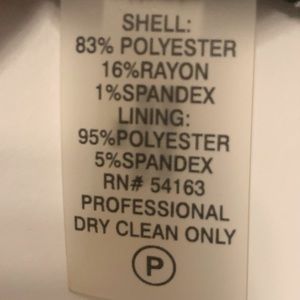 SHELL:
83% POLYESTER
16%RAYON
1%SPANDEX
LINING:
95%POLYESTER
5%SPANDEX
RN# 54163
PROFESSIONAL
DRY CLEAN ONLY
P